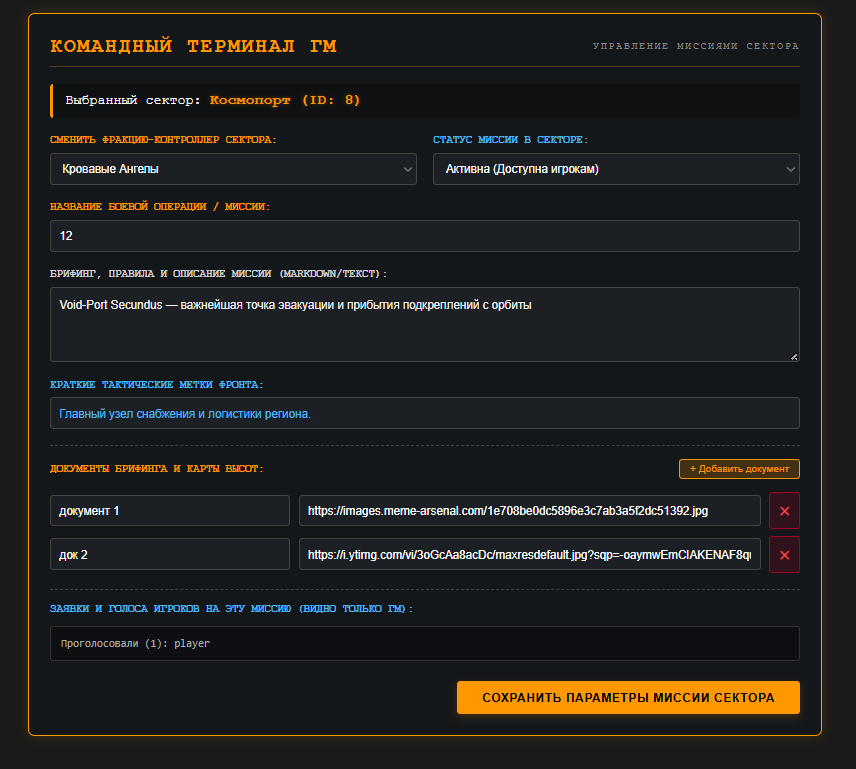 КОМАНДНЫЙ ТЕРМИНАЛ ГМ
УПРАВЛЕНИЕ МИССИЯМИ СЕКТОРА
Выбранный сектор: Космопорт (ID: 8)
СМЕНИТЬ ФРАКЦИЮ-КОНТРОЛЛЕР СЕКТОРА:
СТАТУС МИССИИ В СЕКТОРЕ:
Кровавые Ангелы
Активна (Доступна игрокам)
НАЗВАНИЕ БОЕВОЙ ОПЕРАЦИИ / МИССИИ:
12
БРИФИНГ, ПРАВИЛА И ОПИСАНИЕ МИССИИ (MARKDOWN/ТЕКСТ):
Void-Port Secundus — важнейшая точка эвакуации и прибытия подкреплений с орбиты
КРАТКИЕ ТАКТИЧЕСКИЕ МЕТКИ ФРОНТА:
Главный узел снабжения и логистики региона.
ДОКУМЕНТЫ БРИФИНГА И КАРТЫ ВЫСОТ:
+ Добавить документ
документ 1
https://images.meme-arsenal.com/1e708be0dc5896e3c7ab3a5f2dc51392.jpg
✕
док 2
https://i.ytimg.com/vi/3oGcAa8acDc/maxresdefault.jpg?sqp=-oaymwEmCIAKENAF8qu
✕
ЗАЯВКИ И ГОЛОСА ИГРОКОВ НА ЭТУ МИССИЮ (ВИДНО ТОЛЬКО ГМ):
Проголосовали (1): player
СОХРАНИТЬ ПАРАМЕТРЫ МИССИИ СЕКТОРА